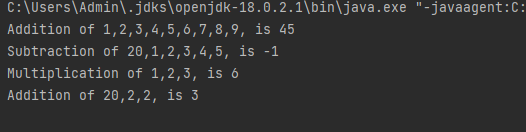 C:\Users\Admin\.jdks\openjdk-18.0.2.1\bin\java.exe "-javaagent:C:
Addition of 1,2,3,4,5,6,7,8,9, is 45
Subtraction of 20,1,2,3,4,5, is -1
Multiplication of 1,2,3, is 6
Addition of 20,2,2, is 3